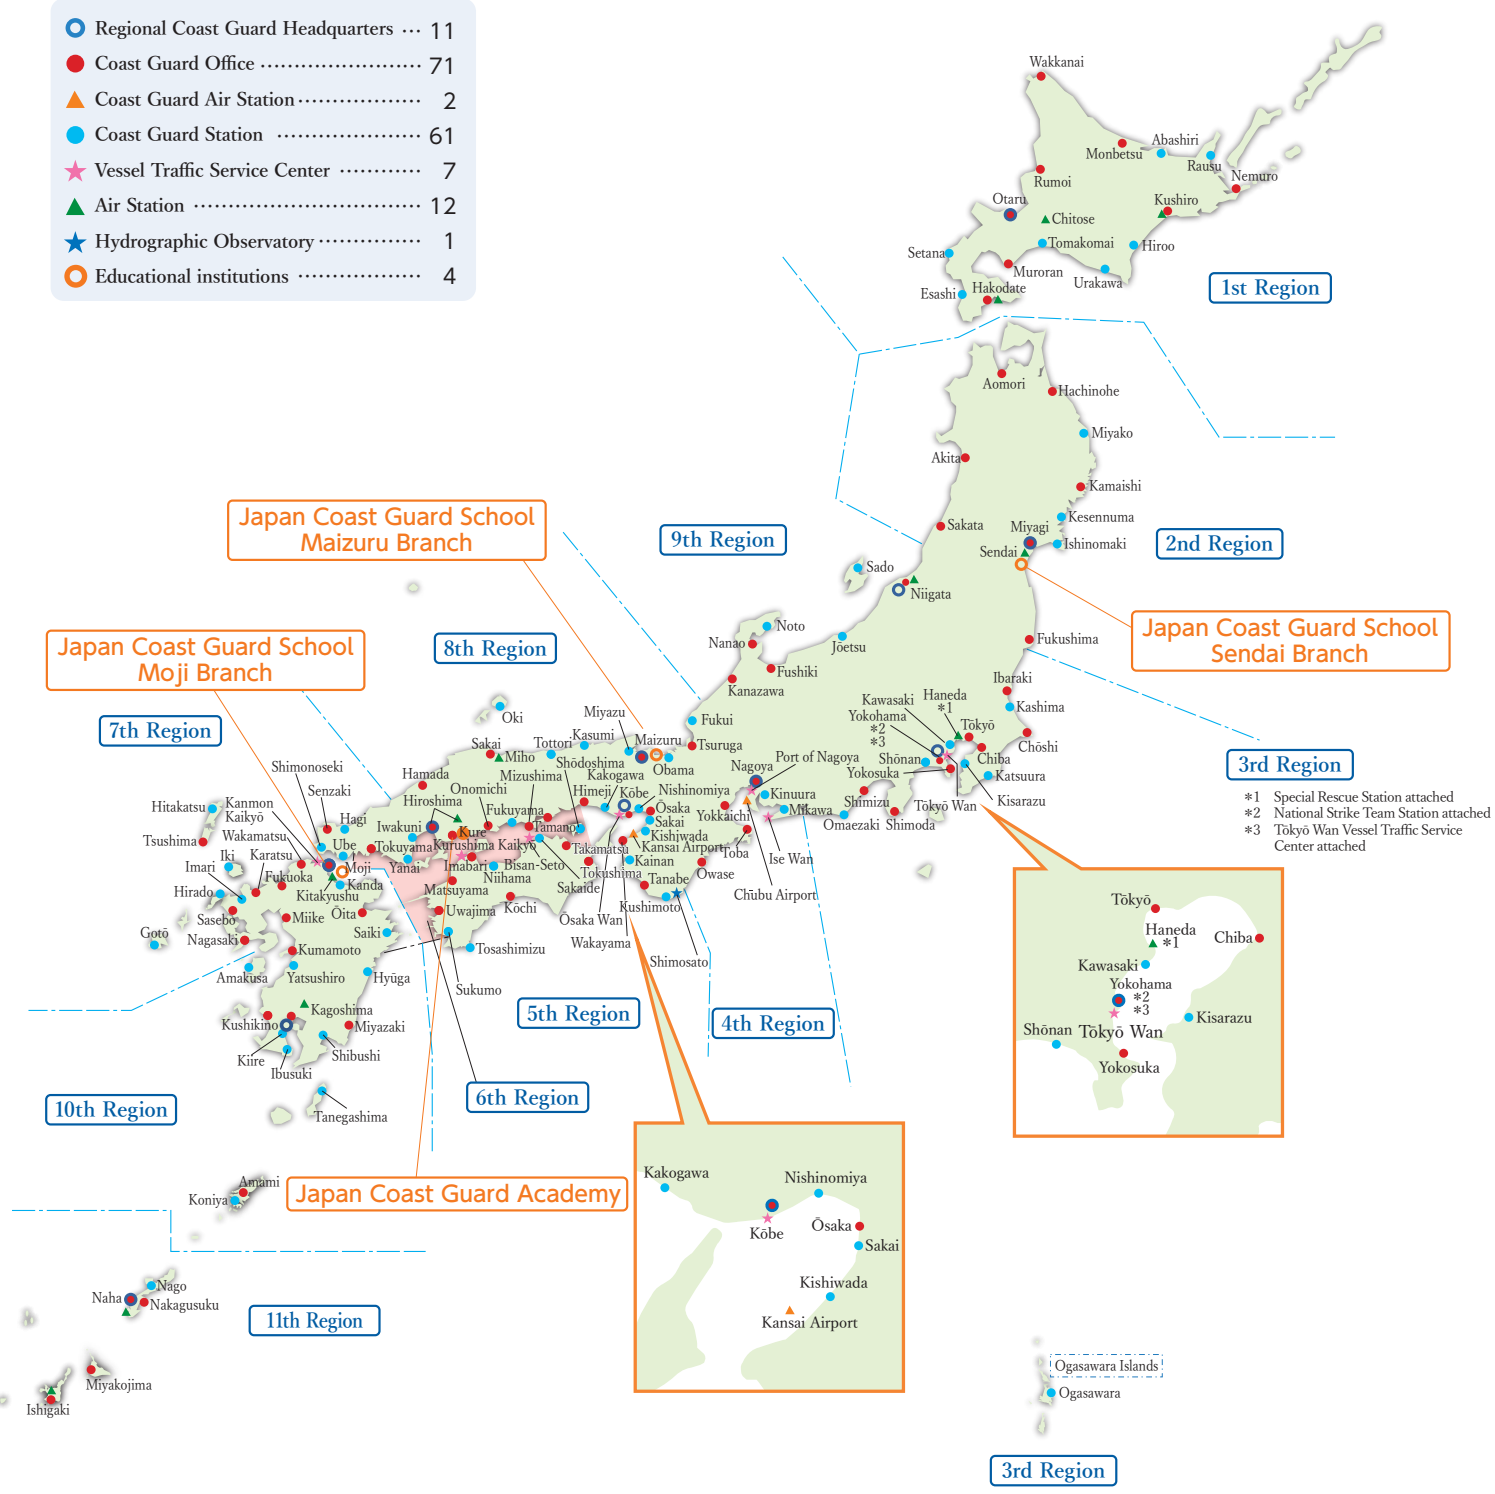 Regional Coast Guard Headquarters ··· 11
Coast Guard Office ······················· 71
Coast Guard Air Station ················· 2
Coast Guard Station ···················· 61
Vessel Traffic Service Center ············ 7
Air Station ································ 12
Hydrographic Observatory ·············· 1
Educational institutions ················· 4
Wakkanai
Monbetsu
Abashiri
Rausu
Nemuro
Rumoi
Otaru
Kushiro
Chitose
Setana
Tomakomai
Hiroo
Muroran
Urakawa
Esashi
Hakodate
1st Region
Aomori
Hachinohe
Miyako
Akita
Kamaishi
Sakata
Kesennuma
Miyagi
Ishinomaki
Sendai
2nd Region
Japan Coast Guard School
Maizuru Branch
9th Region
Sado
Niigata
Japan Coast Guard School
Sendai Branch
Fukushima
Japan Coast Guard School
Moji Branch
8th Region
Noto
Nanao
Jōetsu
Fushiki
Kanazawa
Ibaraki
Kashima
Kawasaki
Haneda
*1
Yokohama
*2
*3
Tōkyō
Chōshi
Chiba
Shōnan
Katsuura
Yokosuka
Kisarazu
Tōkyō Wan
3rd Region
*1 Special Rescue Station attached
*2 National Strike Team Station attached
*3 Tōkyō Wan Vessel Traffic Service
Center attached
7th Region
Oki
Miyazu
Fukui
Kasumi
Maizuru
Tsuruga
Sakai
Tottori
Miho
Shōdoshima
Obama
Port of Nagoya
Nagoya
Shimonoseki
Hamada
Mizushima
Kakogawa
Senzaki
Onomichi
Himeji
Kōbe
Nishinomiya
Kinuura
Hitakatsu
Kanmon
Kaikyō
Hiroshima
Fukuyama
Ōsaka
Yokkaichi
Mikawa
Shimizu
Omaezaki
Shimoda
Hagi
Iwakuni
Kure
Tamano
Sakai
Kishiwada
Wakamatsu
Tsushima
Ube
Tokuyama
Kurushima Kaikyō
Takamatsu
Kansai Airport
Toba
Ise Wan
Iki
Karatsu
Imari
Moji
Yanai
Imabari
Bisan-Seto
Kainan
Owase
Fukuoka
Kanda
Niihama
Tokushima
Tanabe
Hirado
Kitakyushu
Matsuyama
Sakaide
Chūbu Airport
Kushimoto
Sasebo
Miike
Ōita
Uwajima
Kōchi
Ōsaka Wan
Gotō
Nagasaki
Saiki
Wakayama
Kumamoto
Tosashimizu
Shimosato
Amakusa
Yatsushiro
Hyūga
Sukumo
Kagoshima
Kushikino
Miyazaki
5th Region
4th Region
Kiire
Shibushi
Ibusuki
10th Region
6th Region
Tanegashima
Amami
Koniya
Japan Coast Guard Academy
Tōkyō
Haneda
*1
Chiba
Kawasaki
Yokohama
*2
*3
Kisarazu
Shōnan
Tōkyō Wan
Yokosuka
Kakogawa
Nishinomiya
Kōbe
Ōsaka
Sakai
Kishiwada
Kansai Airport
Nago
Naha
Nakagusuku
11th Region
Miyakojima
Ishigaki
Ogasawara Islands
Ogasawara
3rd Region